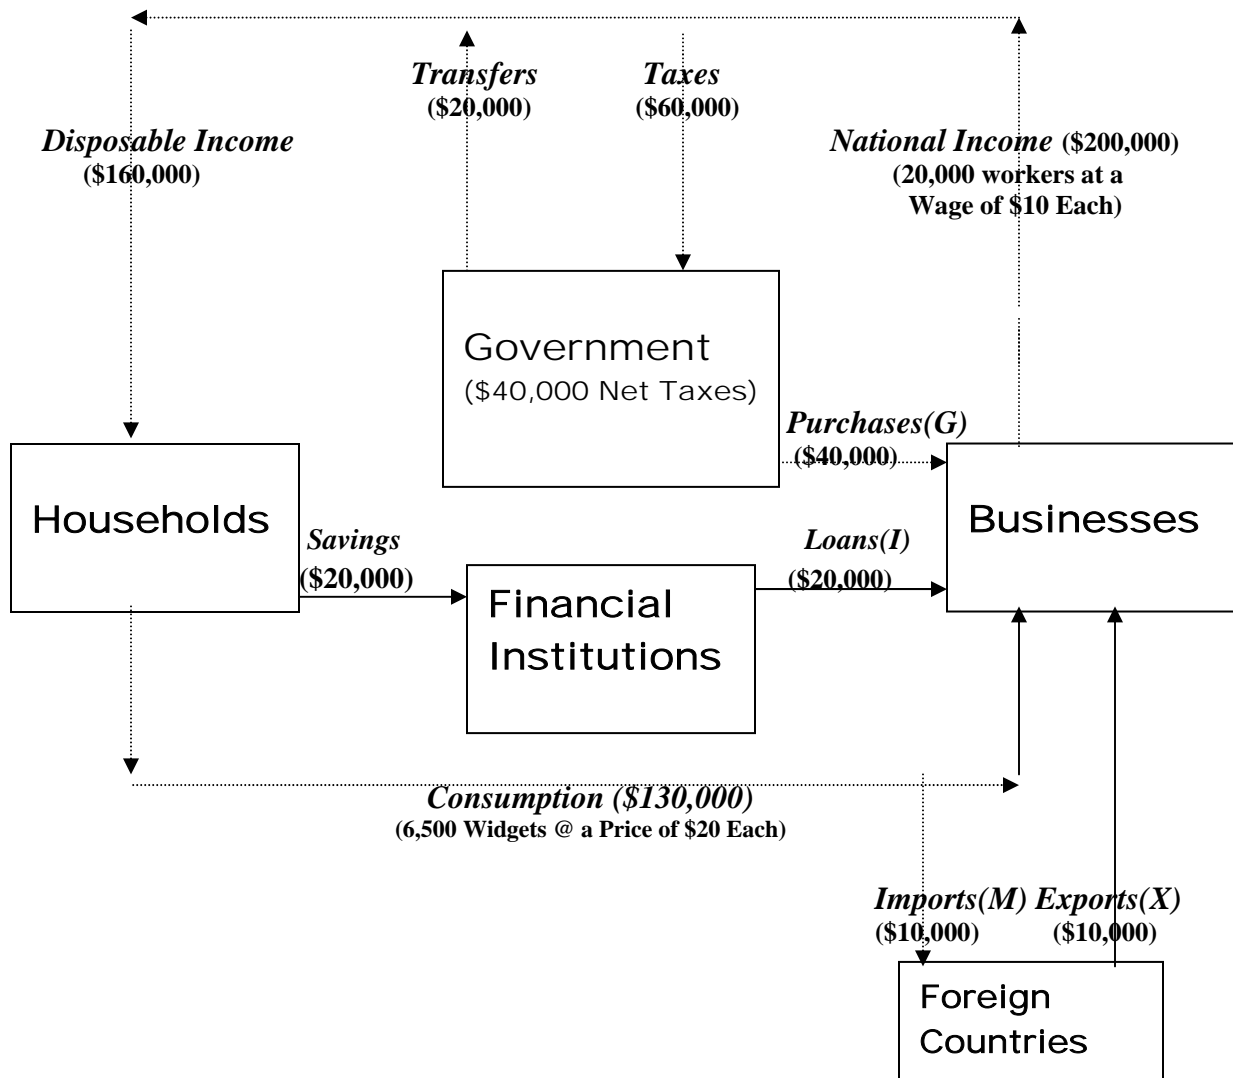 Transfers
($20,000)
Taxes
($60,000)
Disposable Income
($160,000)
National Income ($200,000)
(20,000 workers at a
Wage of $10 Each)
Government
($40,000 Net Taxes)
Purchases(G)
($40,000)
Households
Businesses
Savings
($20,000)
Loans(I)
($20,000)
Financial
Institutions
Consumption ($130,000)
(6,500 Widgets @ a Price of $20 Each)
Imports(M) Exports(X)
($10,000) ($10,000)
Foreign
Countries